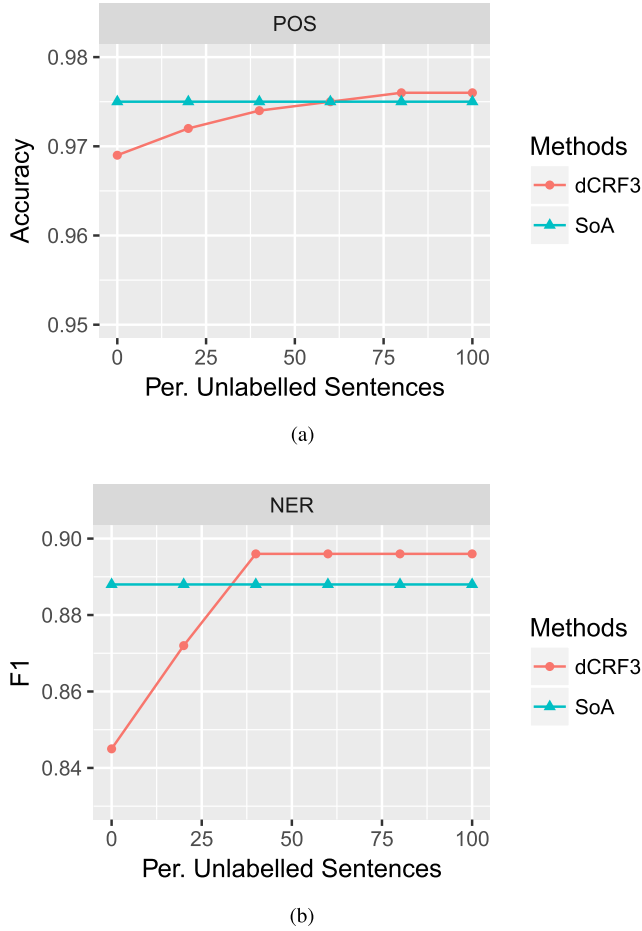 POS
0.98
0.97
0.96
0.95
Accuracy
0 25 50 75 100
Per. Unlabelled Sentences
Methods
dCRF3
SoA
(a)
NER
0.90
0.88
0.86
0.84
F1
0 25 50 75 100
Per. Unlabelled Sentences
Methods
dCRF3
SoA
(b)